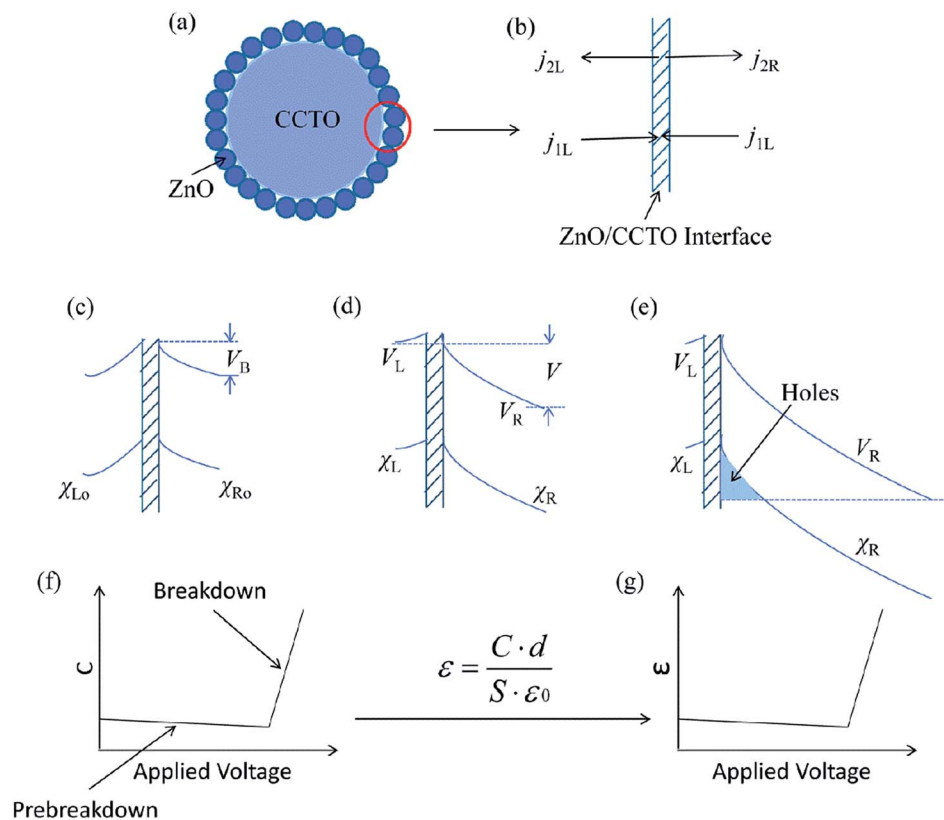 (a)
CCTO
ZnO
(b)
j2L
j2R
j1L
j1L
ZnO/CCTO Interface
(c)
VB
χLo
χRo
(d)
VL
V
VR
χL
χR
(e)
VL
Holes
VR
χL
χR
(f)
Breakdown
C
Applied Voltage
Prebreakdown
ε = C · d / S · ε0
(g)
ε
Applied Voltage